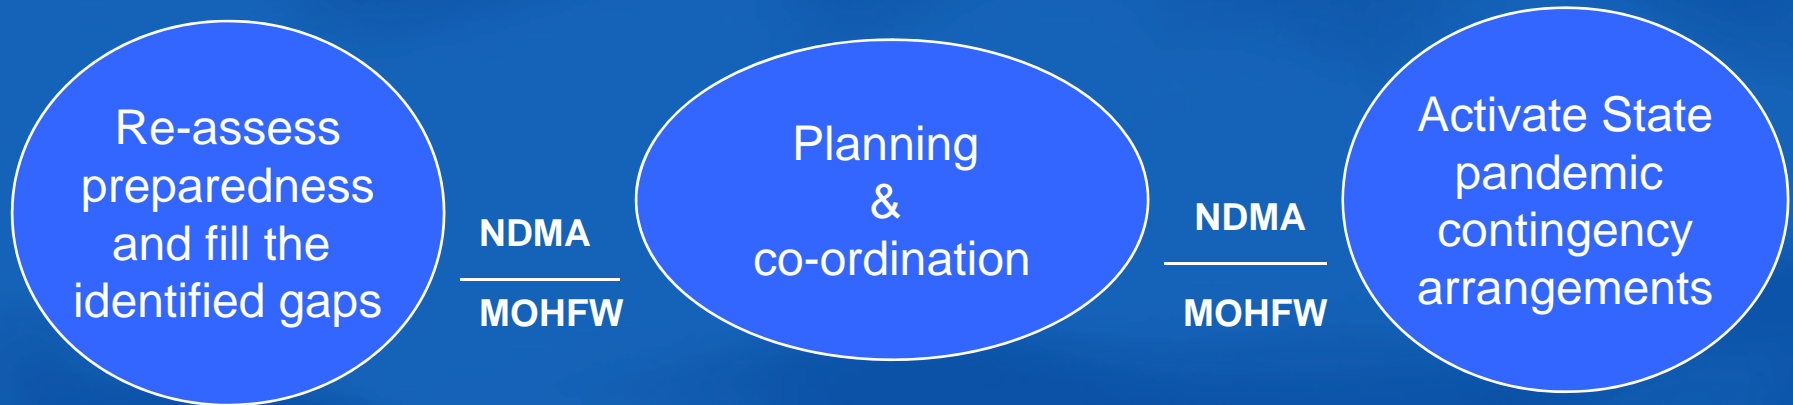 Re-assess
preparedness
and fill the
identified gaps
NDMA
MOHFW
Planning
&
co-ordination
NDMA
MOHFW
Activate State
pandemic
contingency
arrangements